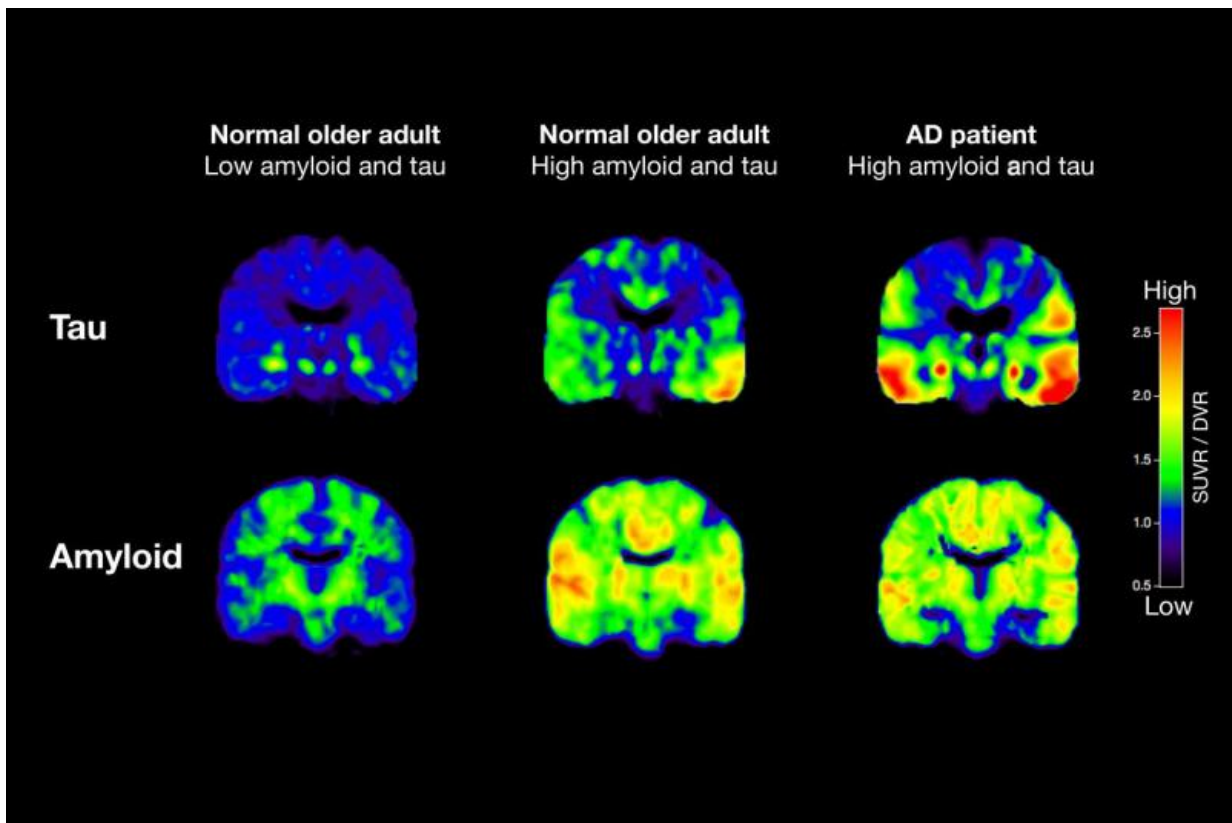 Normal older adult
Low amyloid and tau
Normal older adult
High amyloid and tau
AD patient
High amyloid and tau
Tau
Amyloid
High
2.5
2.0
1.5
1.0
0.5
Low
SUVR / DVR